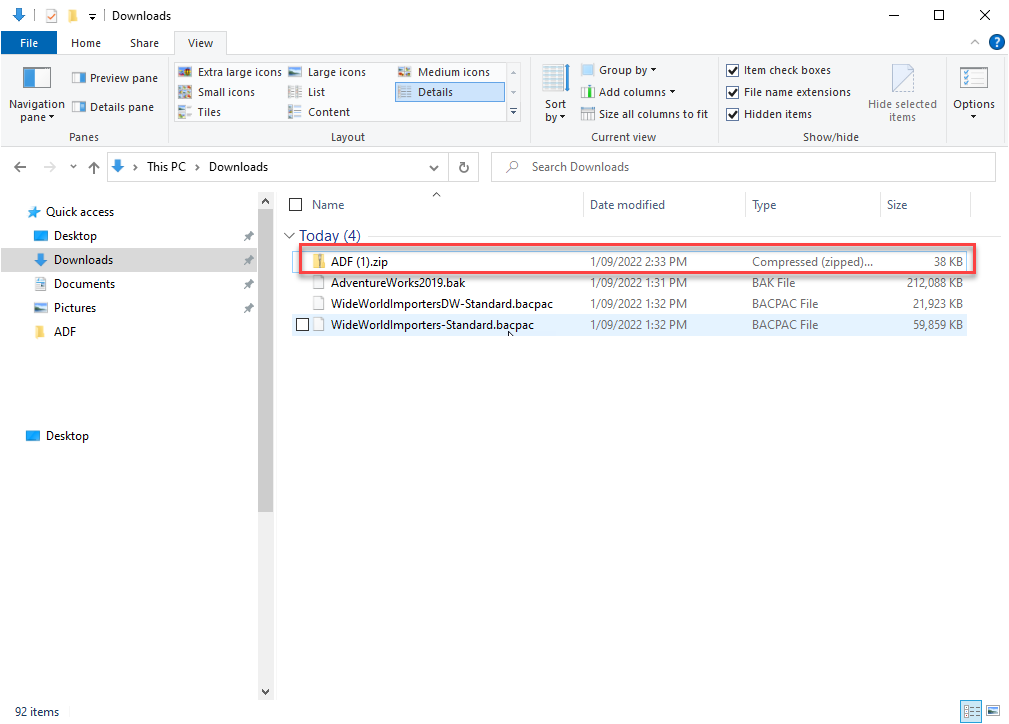 Downloads
File Home Share View
Navigation pane
Preview pane
Details pane
Panes
Extra large icons Large icons Medium icons
Small icons List Details
Tiles Content
Layout
Sort by
Group by
Add columns
Size all columns to fit
Current view
Item check boxes
File name extensions
Hidden items
Hide selected items
Show/hide
Options
This PC > Downloads
Search Downloads
Quick access
Desktop
Downloads
Documents
Pictures
ADF
Desktop
Name Date modified Type Size
Today (4)
ADF (1).zip 1/09/2022 2:33 PM Compressed (zipped)... 38 KB
AdventureWorks2019.bak 1/09/2022 1:31 PM BAK File 212,088 KB
WideWorldImportersDW-Standard.bacpac 1/09/2022 1:32 PM BACPAC File 21,923 KB
WideWorldImporters-Standard.bacpac 1/09/2022 1:32 PM BACPAC File 59,859 KB
92 items